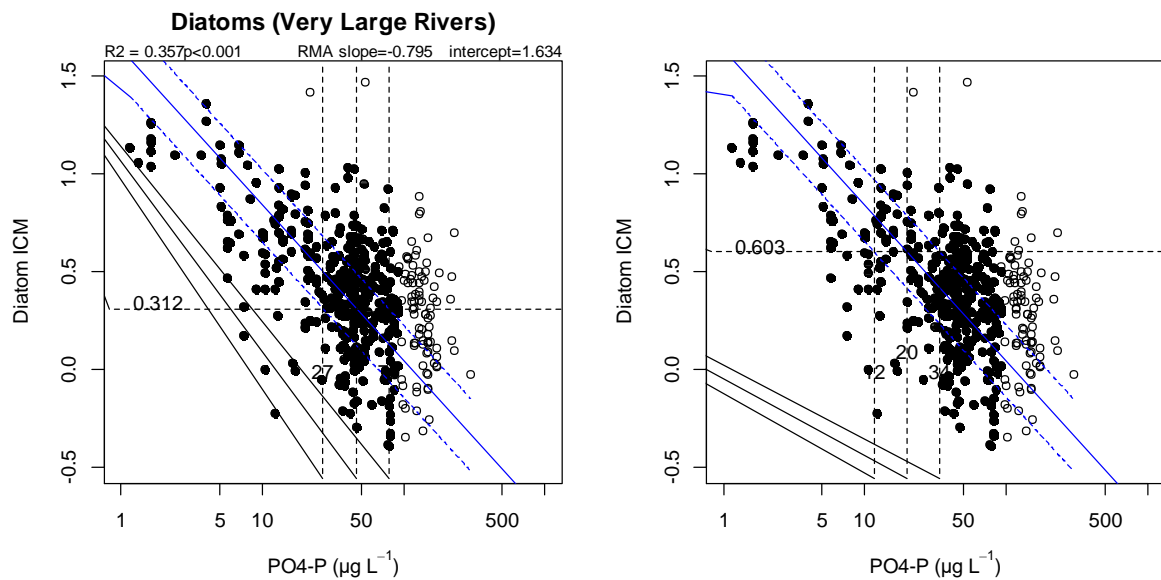 Diatoms (Very Large Rivers)
R2 = 0.357p<0.001 RMA slope=-0.795 intercept=1.634
Diatom ICM
1.5
1.0
0.5
0.0
-0.5
0.312
27
1 5 10 50 500
PO4-P (µg L⁻¹)
Diatom ICM
1.5
1.0
0.5
0.0
-0.5
0.603
20
12 34
1 5 10 50 500
PO4-P (µg L⁻¹)